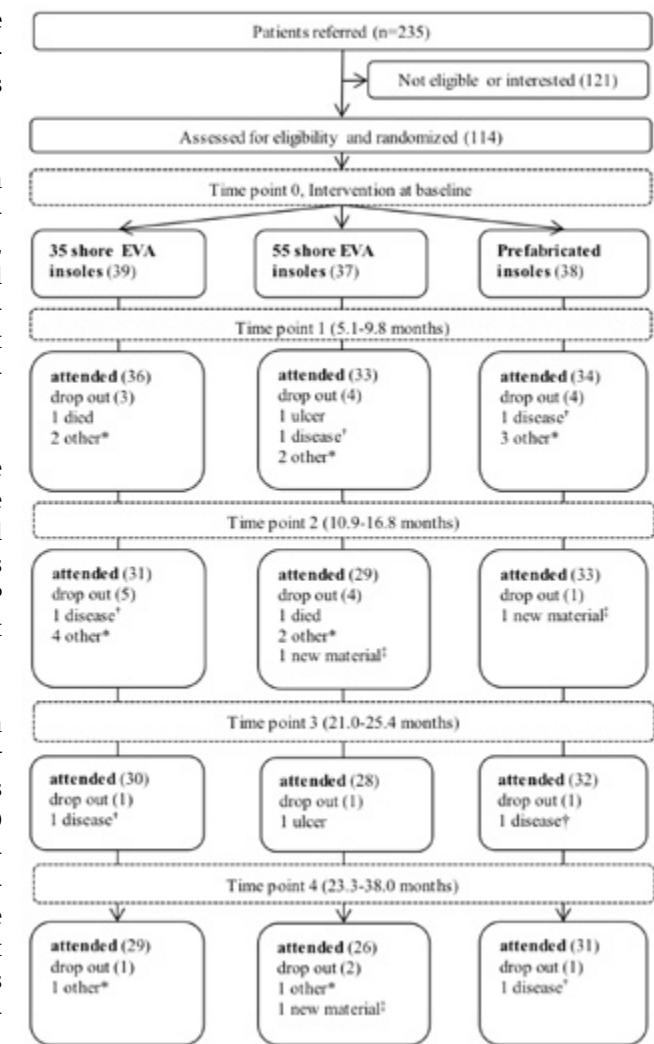 Patients referred (n=235)
Not eligible or interested (121)
Assessed for eligibility and randomized (114)
Time point 0, Intervention at baseline
35 shore EVA
insoles (39)
55 shore EVA
insoles (37)
Prefabricated
insoles (38)
Time point 1 (5.1-9.8 months)
attended (36)
drop out (3)
1 died
2 other*
attended (33)
drop out (4)
1 ulcer
1 disease†
2 other*
attended (34)
drop out (4)
1 disease†
3 other*
Time point 2 (10.9-16.8 months)
attended (31)
drop out (5)
1 disease†
4 other*
attended (29)
drop out (4)
1 died
2 other*
1 new material‡
attended (33)
drop out (1)
1 new material‡
Time point 3 (21.0-25.4 months)
attended (30)
drop out (1)
1 disease†
attended (28)
drop out (1)
1 ulcer
attended (32)
drop out (1)
1 disease†
Time point 4 (23.3-38.0 months)
attended (29)
drop out (1)
1 other*
attended (26)
drop out (2)
1 other*
1 new material‡
attended (31)
drop out (1)
1 disease†